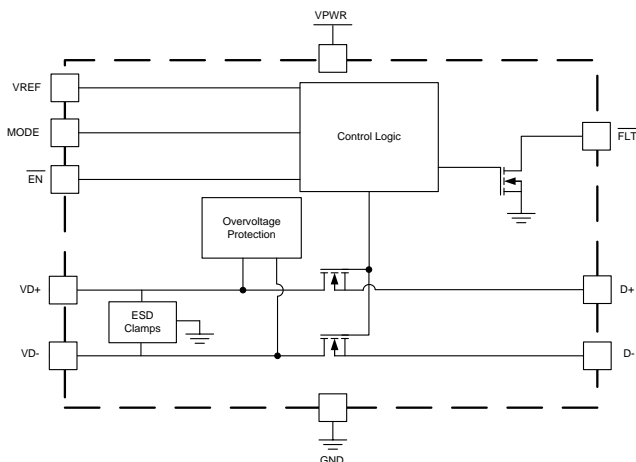 VPWR
VREF
MODE
EN
Control Logic
FLT
Overvoltage
Protection
VD+
D+
ESD
Clamps
VD-
D-
GND